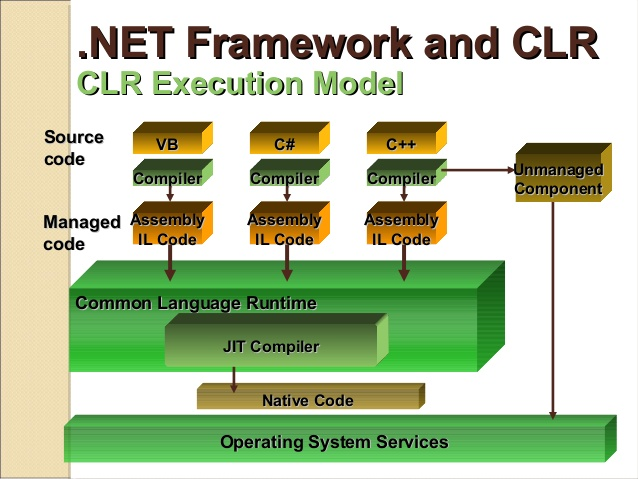 .NET Framework and CLR
CLR Execution Model
Source
code
VB
C#
C++
Compiler
Compiler
Compiler
Unmanaged
Component
Managed
code
Assembly
IL Code
Assembly
IL Code
Assembly
IL Code
Common Language Runtime
JIT Compiler
Native Code
Operating System Services